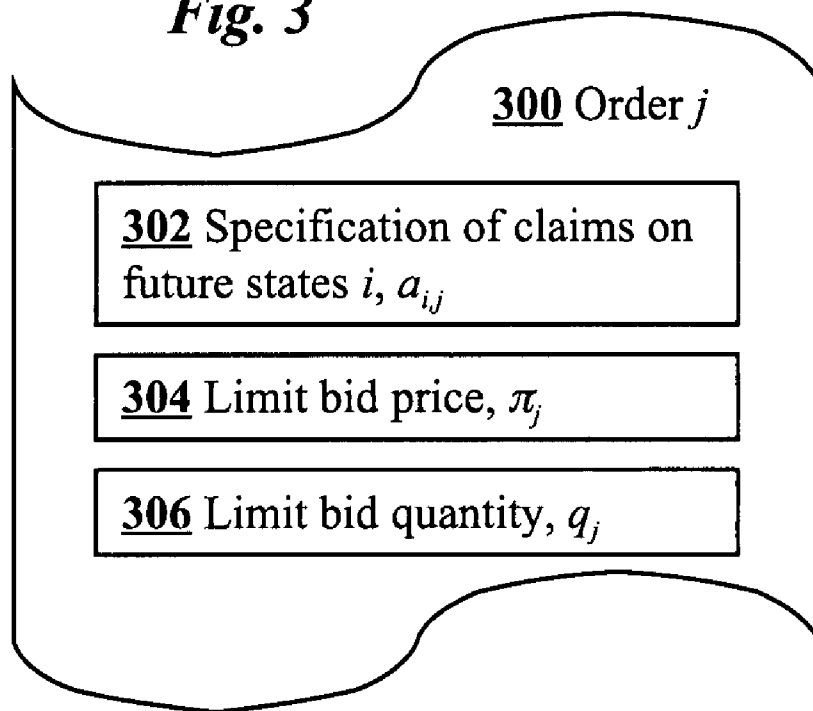 Fig. 3
300 Order j
302 Specification of claims on
future states i, a_{i,j}
304 Limit bid price, π_j
306 Limit bid quantity, q_j